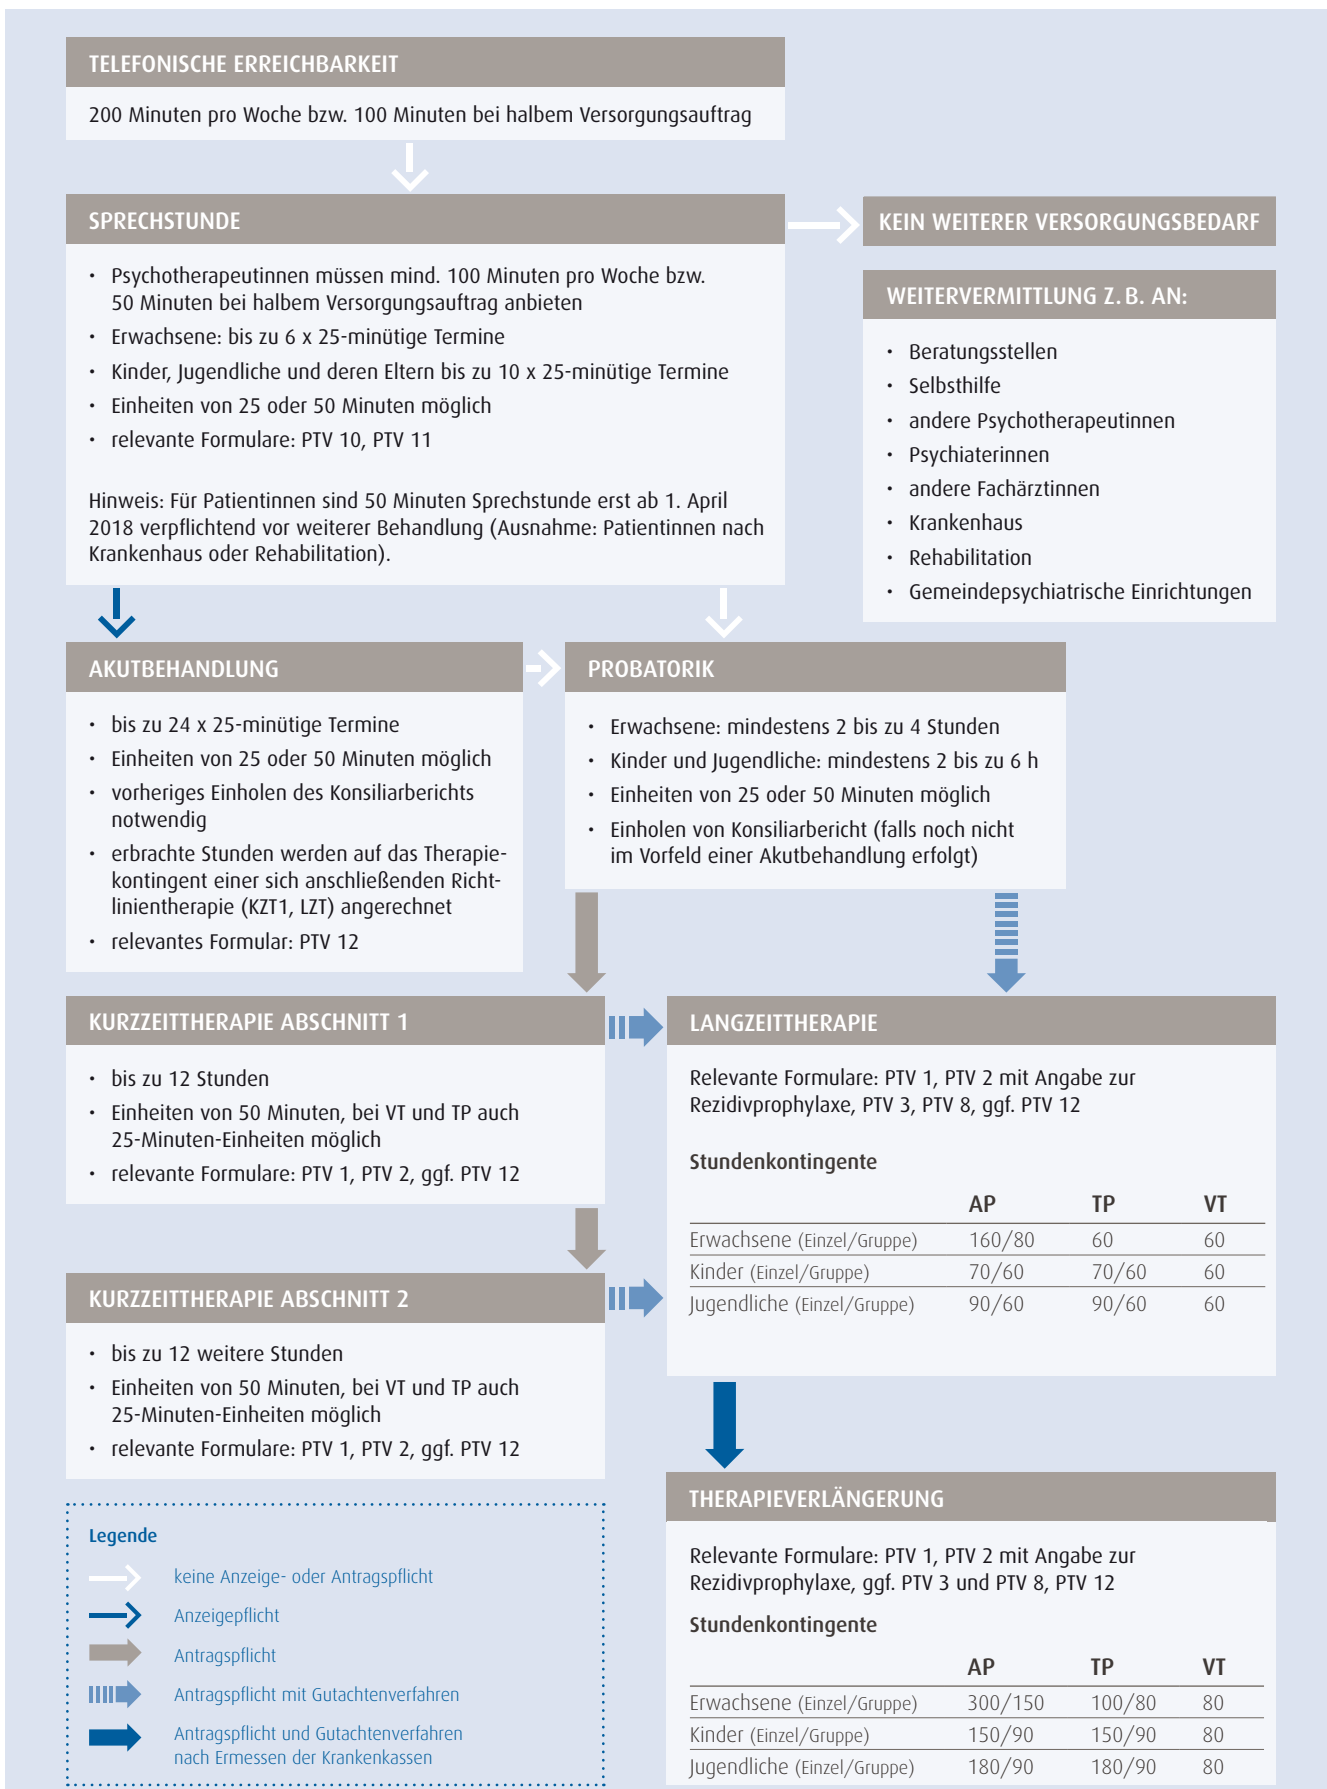 TELEFONISCHE ERREICHBARKEIT
200 Minuten pro Woche bzw. 100 Minuten bei halbem Versorgungsauftrag
SPRECHSTUNDE
• Psychotherapeutinnen müssen mind. 100 Minuten pro Woche bzw.
50 Minuten bei halbem Versorgungsauftrag anbieten
• Erwachsene: bis zu 6 x 25-minütige Termine
• Kinder, Jugendliche und deren Eltern bis zu 10 x 25-minütige Termine
• Einheiten von 25 oder 50 Minuten möglich
• relevante Formulare: PTV 10, PTV 11
Hinweis: Für Patientinnen sind 50 Minuten Sprechstunde erst ab 1. April
2018 verpflichtend vor weiterer Behandlung (Ausnahme: Patientinnen nach
Krankenhaus oder Rehabilitation).
KEIN WEITERER VERSORGUNGSBEDARF
WEITERVERMITTLUNG Z. B. AN:
• Beratungsstellen
• Selbsthilfe
• andere Psychotherapeutinnen
• Psychiaterinnen
• andere Fachärztinnen
• Krankenhaus
• Rehabilitation
• Gemeindepsychiatrische Einrichtungen
AKUTBEHANDLUNG
• bis zu 24 x 25-minütige Termine
• Einheiten von 25 oder 50 Minuten möglich
• vorheriges Einholen des Konsiliarberichts
notwendig
• erbrachte Stunden werden auf das Therapie-
kontingent einer sich anschließenden Richt-
linientherapie (KZT1, LZT) angerechnet
• relevantes Formular: PTV 12
PROBATORIK
• Erwachsene: mindestens 2 bis zu 4 Stunden
• Kinder und Jugendliche: mindestens 2 bis zu 6 h
• Einheiten von 25 oder 50 Minuten möglich
• Einholen von Konsiliarbericht (falls noch nicht
im Vorfeld einer Akutbehandlung erfolgt)
KURZZEITTHERAPIE ABSCHNITT 1
• bis zu 12 Stunden
• Einheiten von 50 Minuten, bei VT und TP auch
25-Minuten-Einheiten möglich
• relevante Formulare: PTV 1, PTV 2, ggf. PTV 12
KURZZEITTHERAPIE ABSCHNITT 2
• bis zu 12 weitere Stunden
• Einheiten von 50 Minuten, bei VT und TP auch
25-Minuten-Einheiten möglich
• relevante Formulare: PTV 1, PTV 2, ggf. PTV 12
LANGZEITTHERAPIE
Relevante Formulare: PTV 1, PTV 2 mit Angabe zur
Rezidivprophylaxe, PTV 3, PTV 8, ggf. PTV 12
Stundenkontingente
AP TP VT
Erwachsene (Einzel/Gruppe) 160/80 60 60
Kinder (Einzel/Gruppe) 70/60 70/60 60
Jugendliche (Einzel/Gruppe) 90/60 90/60 60
THERAPIEVERLÄNGERUNG
Relevante Formulare: PTV 1, PTV 2 mit Angabe zur
Rezidivprophylaxe, ggf. PTV 3 und PTV 8, PTV 12
Stundenkontingente
AP TP VT
Erwachsene (Einzel/Gruppe) 300/150 100/80 80
Kinder (Einzel/Gruppe) 150/90 150/90 80
Jugendliche (Einzel/Gruppe) 180/90 180/90 80
Legende
keine Anzeige- oder Antragspflicht
Anzeigepflicht
Antragspflicht
Antragspflicht mit Gutachtenverfahren
Antragspflicht und Gutachtenverfahren
nach Ermessen der Krankenkassen